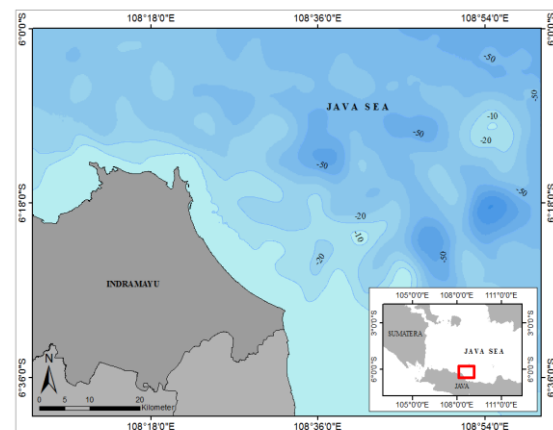 108°18'0"E 108°36'0"E 108°54'0"E
6°0'0"S 6°0'0"S
-50
-50
JAVA SEA
-10
-20
-50
-50
-50
6°18'0"S 6°18'0"S
-20
-10
-20
-50
INDRAMAYU
105°0'0"E 108°0'0"E 111°0'0"E
3°0'0"S 3°0'0"S
SUMATERA
JAVA SEA
6°0'0"S 6°0'0"S
JAVA
105°0'0"E 108°0'0"E 111°0'0"E
N
6°36'0"S 6°36'0"S
0 5 10 20
Kilometer
108°18'0"E 108°36'0"E 108°54'0"E